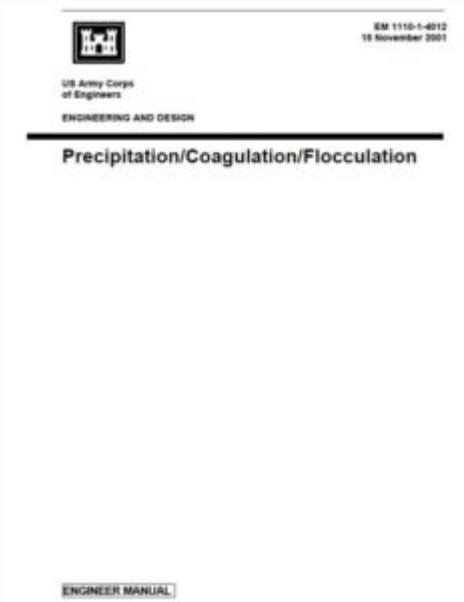 EM 1110-1-4012
15 November 2001
US Army Corps
of Engineers
ENGINEERING AND DESIGN
Precipitation/Coagulation/Flocculation
ENGINEER MANUAL